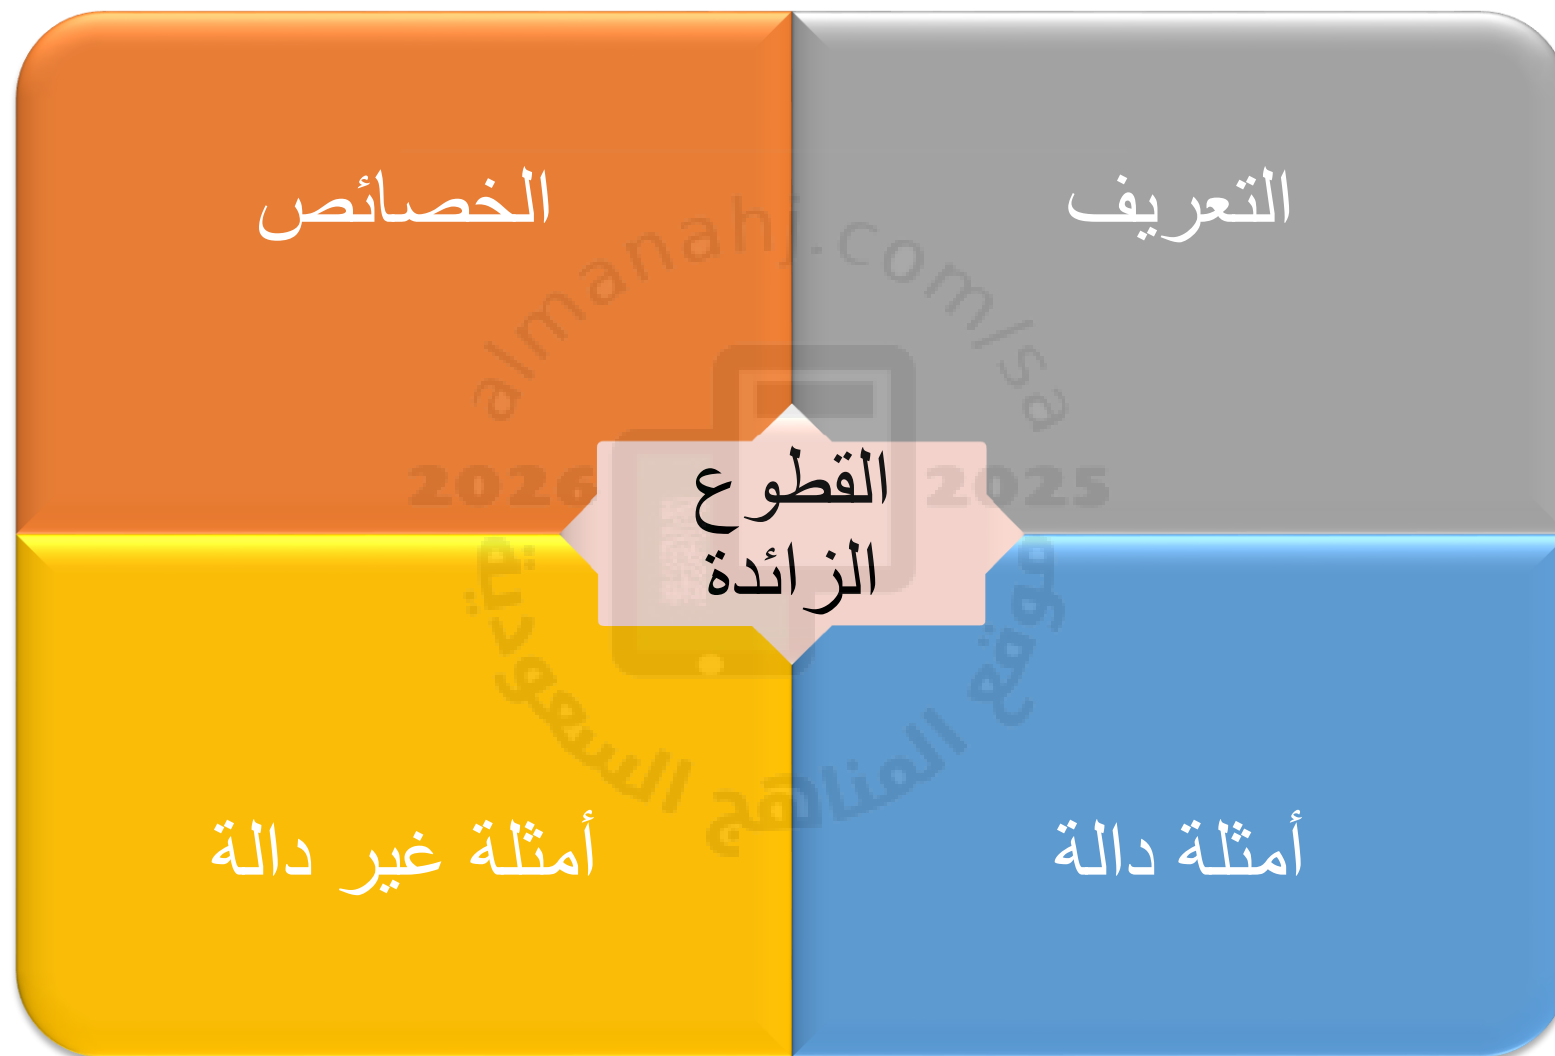 التعريف
الخصائص
almanahj.com/sa
القطوع
الزائدة
2026
2025
موقع المناهج السعودية
أمثلة دالة
أمثلة غير دالة